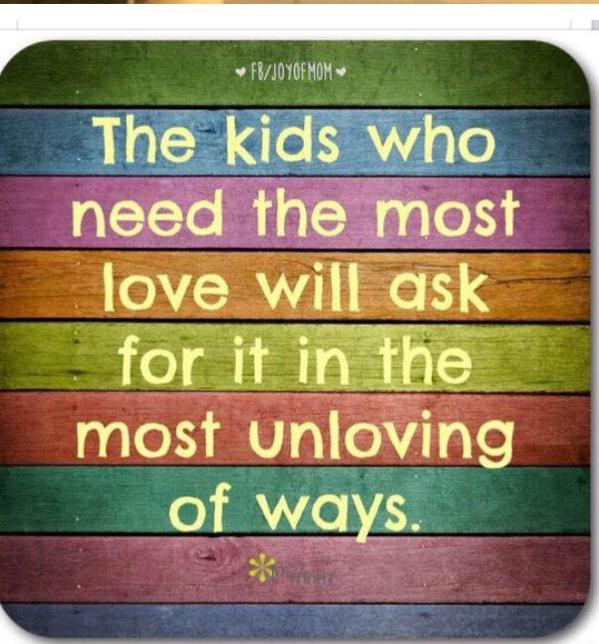 ♥ FB/JOYOFMOM ♥
The kids who
need the most
love will ask
for it in the
most unloving
of ways.